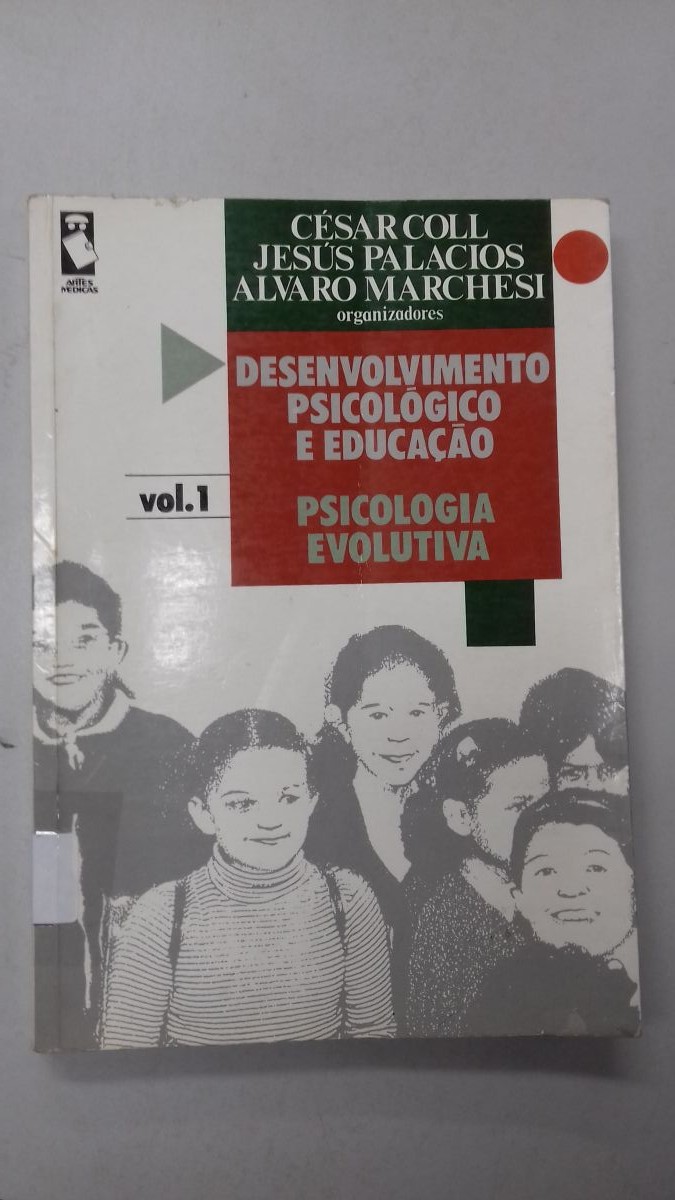 ARTES
MÉDICAS
CÉSAR COLL
JESÚS PALACIOS
ALVARO MARCHESI
organizadores
DESENVOLVIMENTO
PSICOLÓGICO
E EDUCAÇÃO
vol.1
PSICOLOGIA
EVOLUTIVA